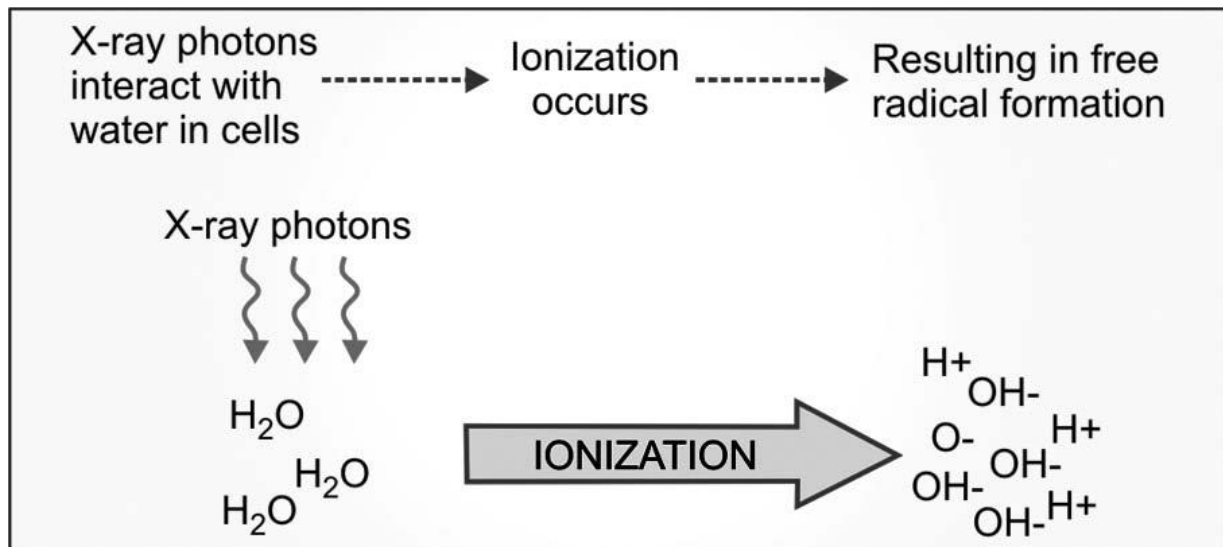 X-ray photons
interact with
water in cells
Ionization
occurs
Resulting in free
radical formation
X-ray photons
H₂O
H₂O
H₂O
IONIZATION
H+
OH-
O-
H+
OH-
OH-
OH-
H+